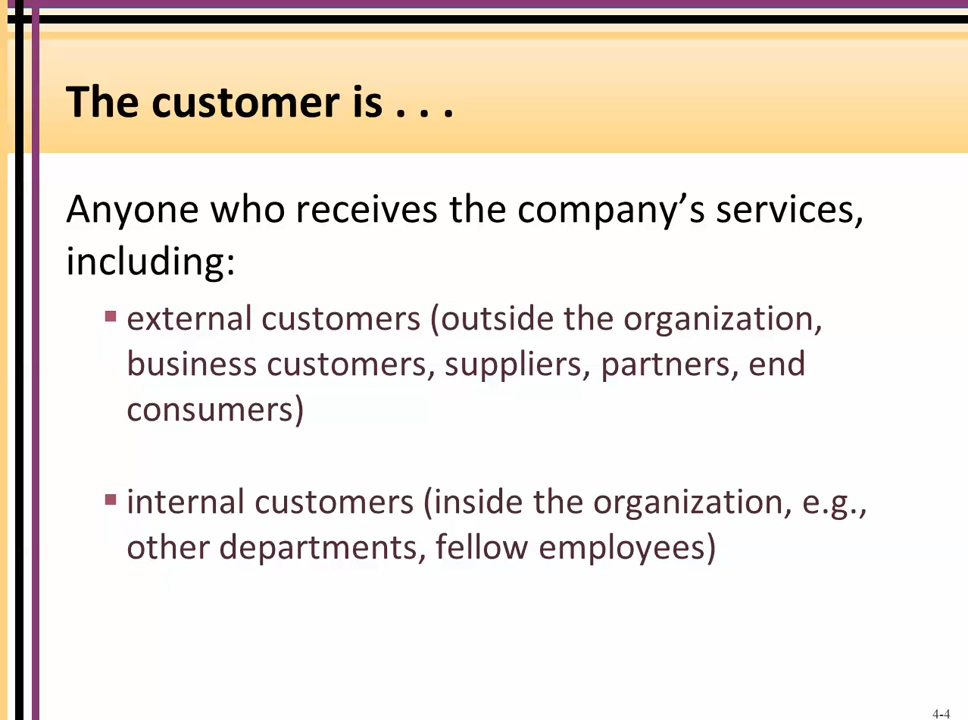 The customer is . . .
Anyone who receives the company’s services,
including:
▪ external customers (outside the organization,
business customers, suppliers, partners, end
consumers)
▪ internal customers (inside the organization, e.g.,
other departments, fellow employees)
4-4